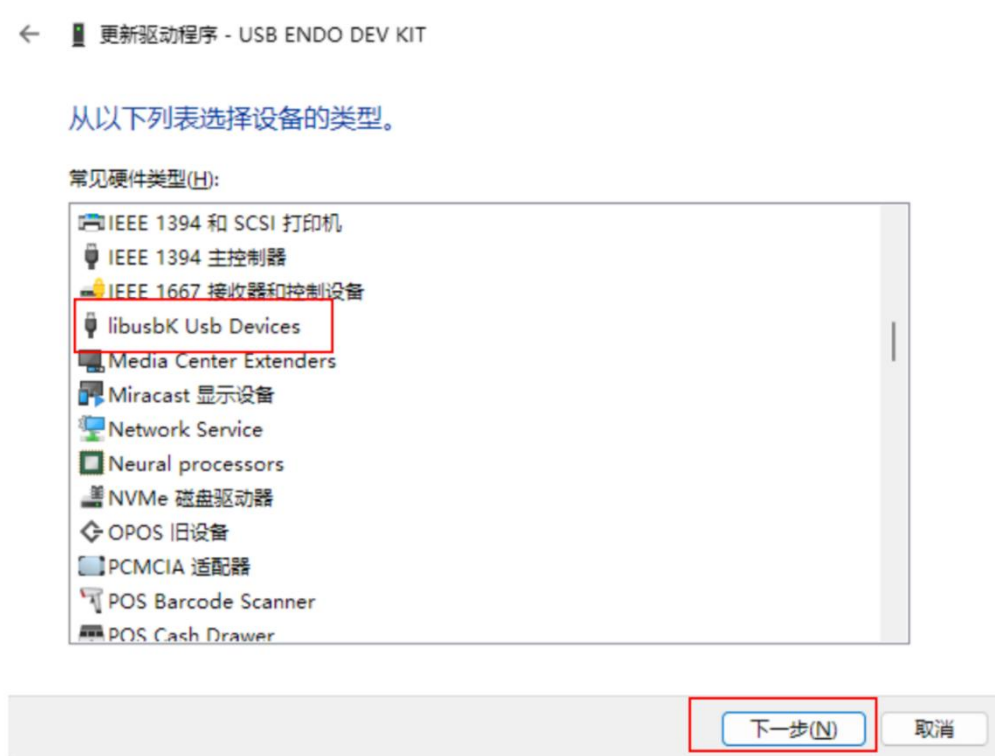 更新驱动程序 - USB ENDO DEV KIT
从以下列表选择设备的类型。
常见硬件类型(H):
IEEE 1394 和 SCSI 打印机
IEEE 1394 主控制器
IEEE 1667 接收器和控制设备
libusbK Usb Devices
Media Center Extenders
Miracast 显示设备
Network Service
Neural processors
NVMe 磁盘驱动器
OPOS 旧设备
PCMCIA 适配器
POS Barcode Scanner
POS Cash Drawer
下一步(N) 取消